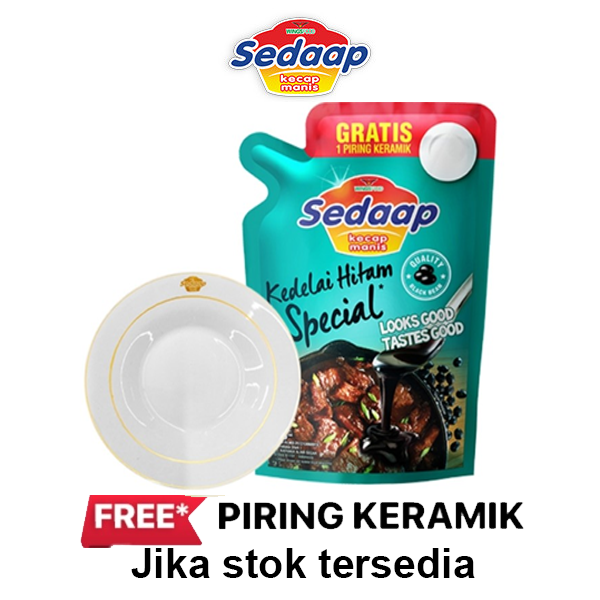 WINGSFOOD
Sedaap
kecap
manis
GRATIS
1 PIRING KERAMIK
Sedaap
kecap
manis
Kedelai Hitam
Special*
QUALITY
BLACK BEAN
LOOKS GOOD
TASTES GOOD
FREE* PIRING KERAMIK
Jika stok tersedia